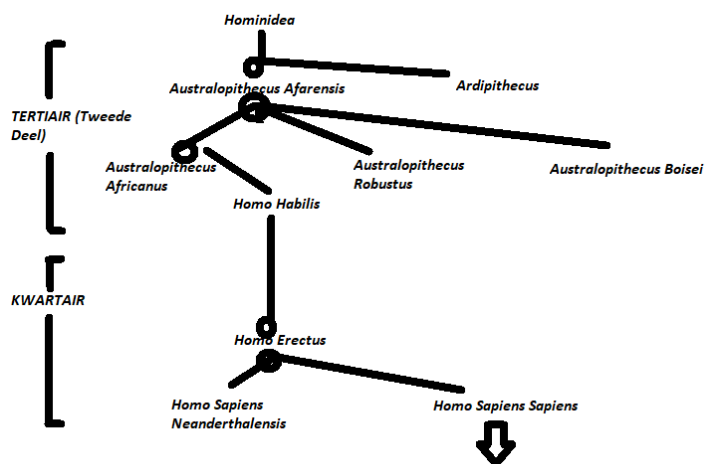 Hominidea
Australopithecus Afarensis
Ardipithecus
TERTIAIR (Tweede
Deel)
Australopithecus
Africanus
Australopithecus
Robustus
Australopithecus Boisei
Homo Habilis
KWARTAIR
Homo Erectus
Homo Sapiens
Neanderthalensis
Homo Sapiens Sapiens